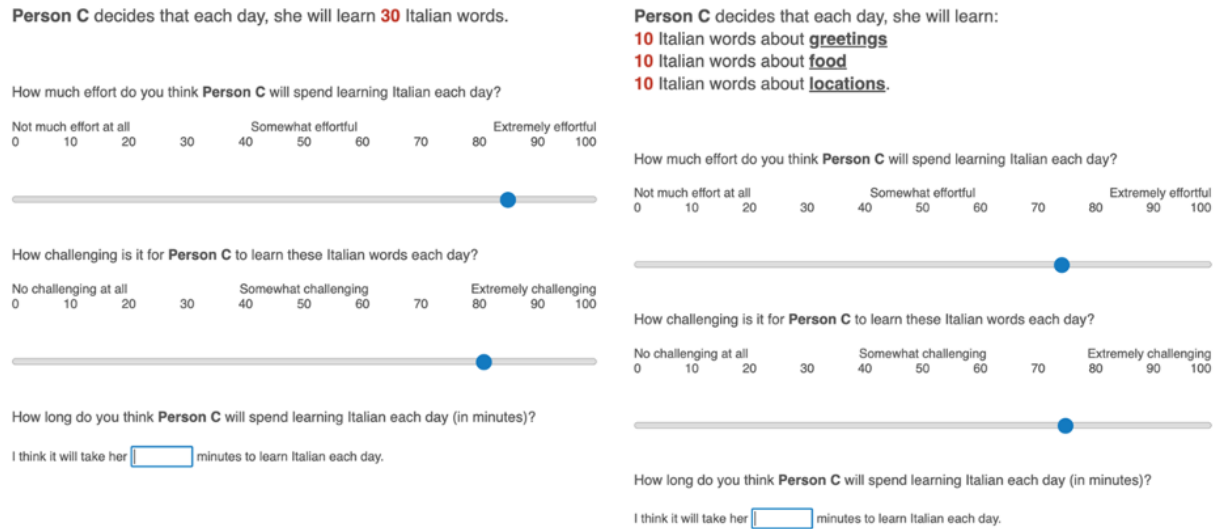 Person C decides that each day, she will learn 30 Italian words.
How much effort do you think Person C will spend learning Italian each day?
Not much effort at all Somewhat effortful Extremely effortful
0 10 20 30 40 50 60 70 80 90 100
How challenging is it for Person C to learn these Italian words each day?
No challenging at all Somewhat challenging Extremely challenging
0 10 20 30 40 50 60 70 80 90 100
How long do you think Person C will spend learning Italian each day (in minutes)?
I think it will take her minutes to learn Italian each day.
Person C decides that each day, she will learn:
10 Italian words about greetings
10 Italian words about food
10 Italian words about locations.
How much effort do you think Person C will spend learning Italian each day?
Not much effort at all Somewhat effortful Extremely effortful
0 10 20 30 40 50 60 70 80 90 100
How challenging is it for Person C to learn these Italian words each day?
No challenging at all Somewhat challenging Extremely challenging
0 10 20 30 40 50 60 70 80 90 100
How long do you think Person C will spend learning Italian each day (in minutes)?
I think it will take her minutes to learn Italian each day.